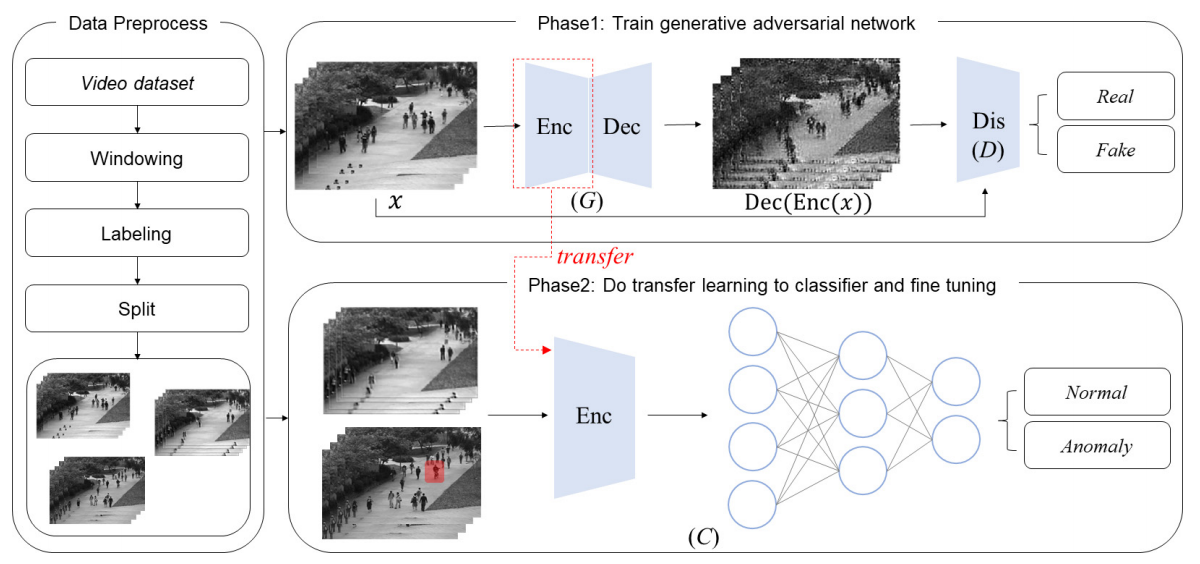 Data Preprocess
Video dataset
Windowing
Labeling
Split
Phase1: Train generative adversarial network
x
Enc
Dec
(G)
Dec(Enc(x))
Dis
(D)
Real
Fake
transfer
Phase2: Do transfer learning to classifier and fine tuning
Enc
(C)
Normal
Anomaly